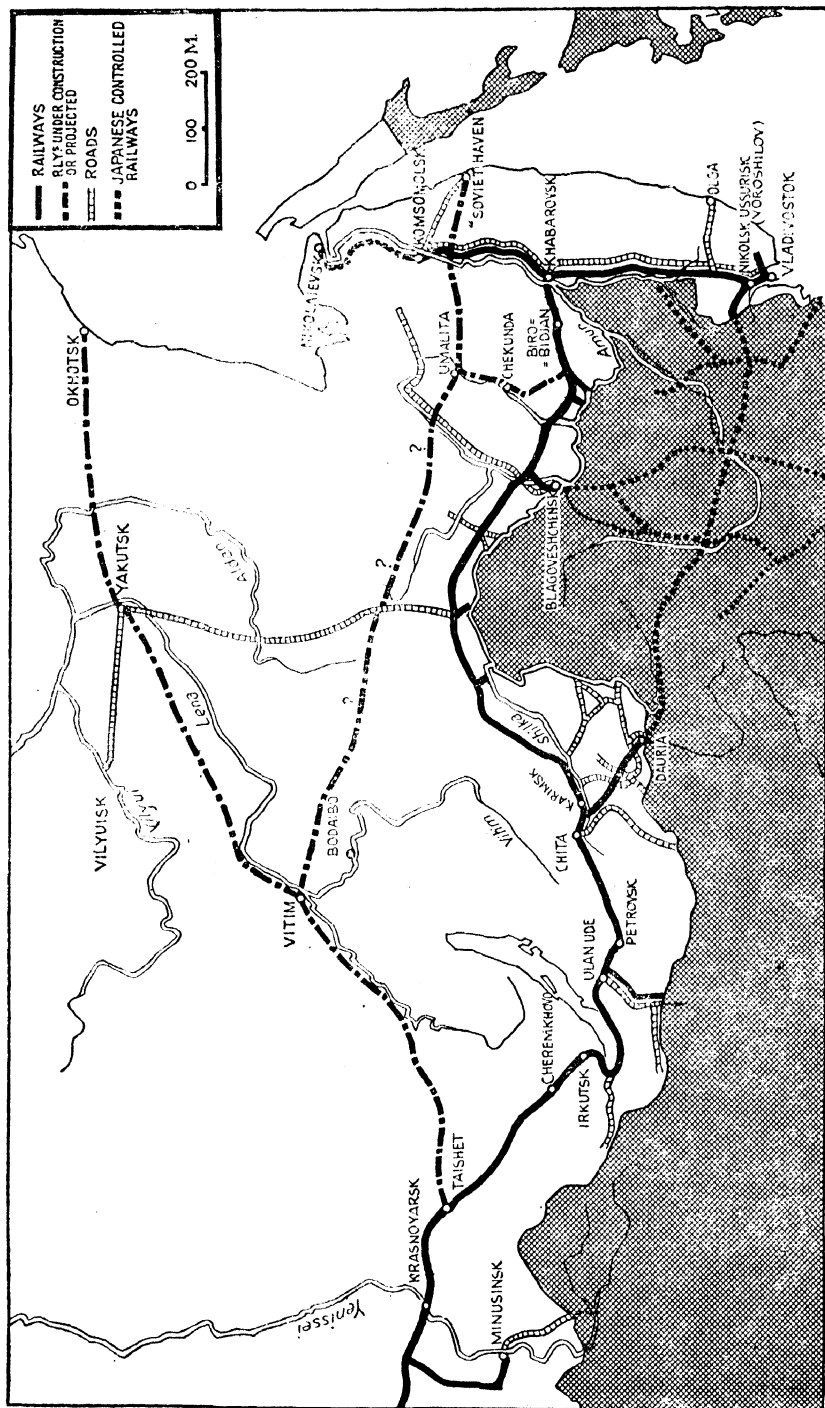 RAILWAYS
RLYS UNDER CONSTRUCTION
OR PROJECTED
ROADS
JAPANESE CONTROLLED
RAILWAYS
0 100 200 M.
OKHOTSK
YAKUTSK
Aldan
VILYUISK
Vilyui
Lena
NIKOLAIEVSK
KOMSOMOLSK
"SOVIET HAVEN
UMALITA
CHEKUNDA
BIRO=
=BIDJAN
KHABAROVSK
Amur
OLGA
NIKOLSK USSURISK
(VOROSHILOV)
VLADIVOSTOK
?
?
?
BLAGOVESHCHENSK
VITIM
BODAIBO
Vitim
Shilka
KARIMSK
CHITA
DAURIA
PETROVSK
ULAN UDE
CHEREMKHOVO
IRKUTSK
TAISHET
KRASNOYARSK
Yenissei
MINUSINSK